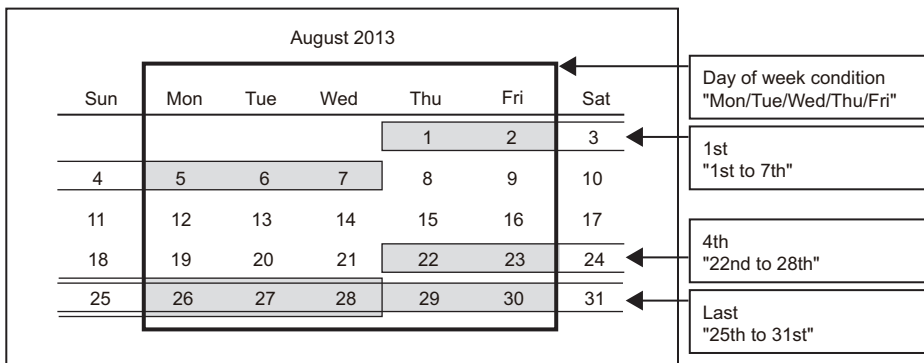 August 2013
Sun Mon Tue Wed Thu Fri Sat
1 2 3
4 5 6 7 8 9 10
11 12 13 14 15 16 17
18 19 20 21 22 23 24
25 26 27 28 29 30 31
Day of week condition
"Mon/Tue/Wed/Thu/Fri"
1st
"1st to 7th"
4th
"22nd to 28th"
Last
"25th to 31st"